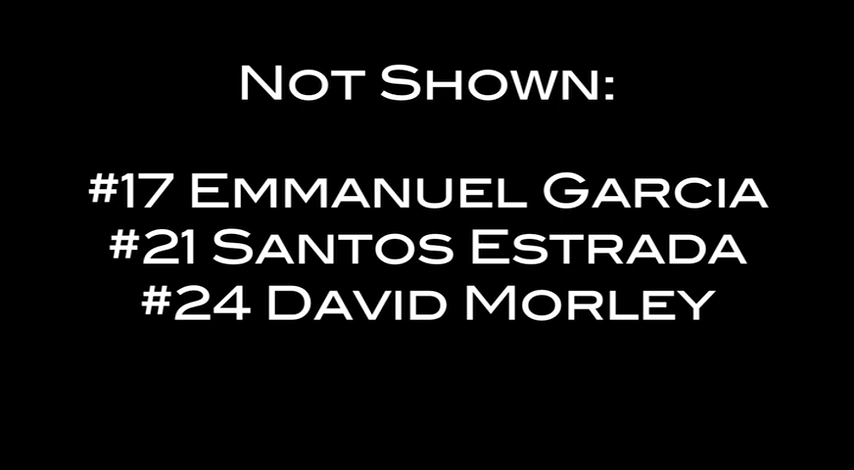 Not Shown:
#17 Emmanuel Garcia
#21 Santos Estrada
#24 David Morley